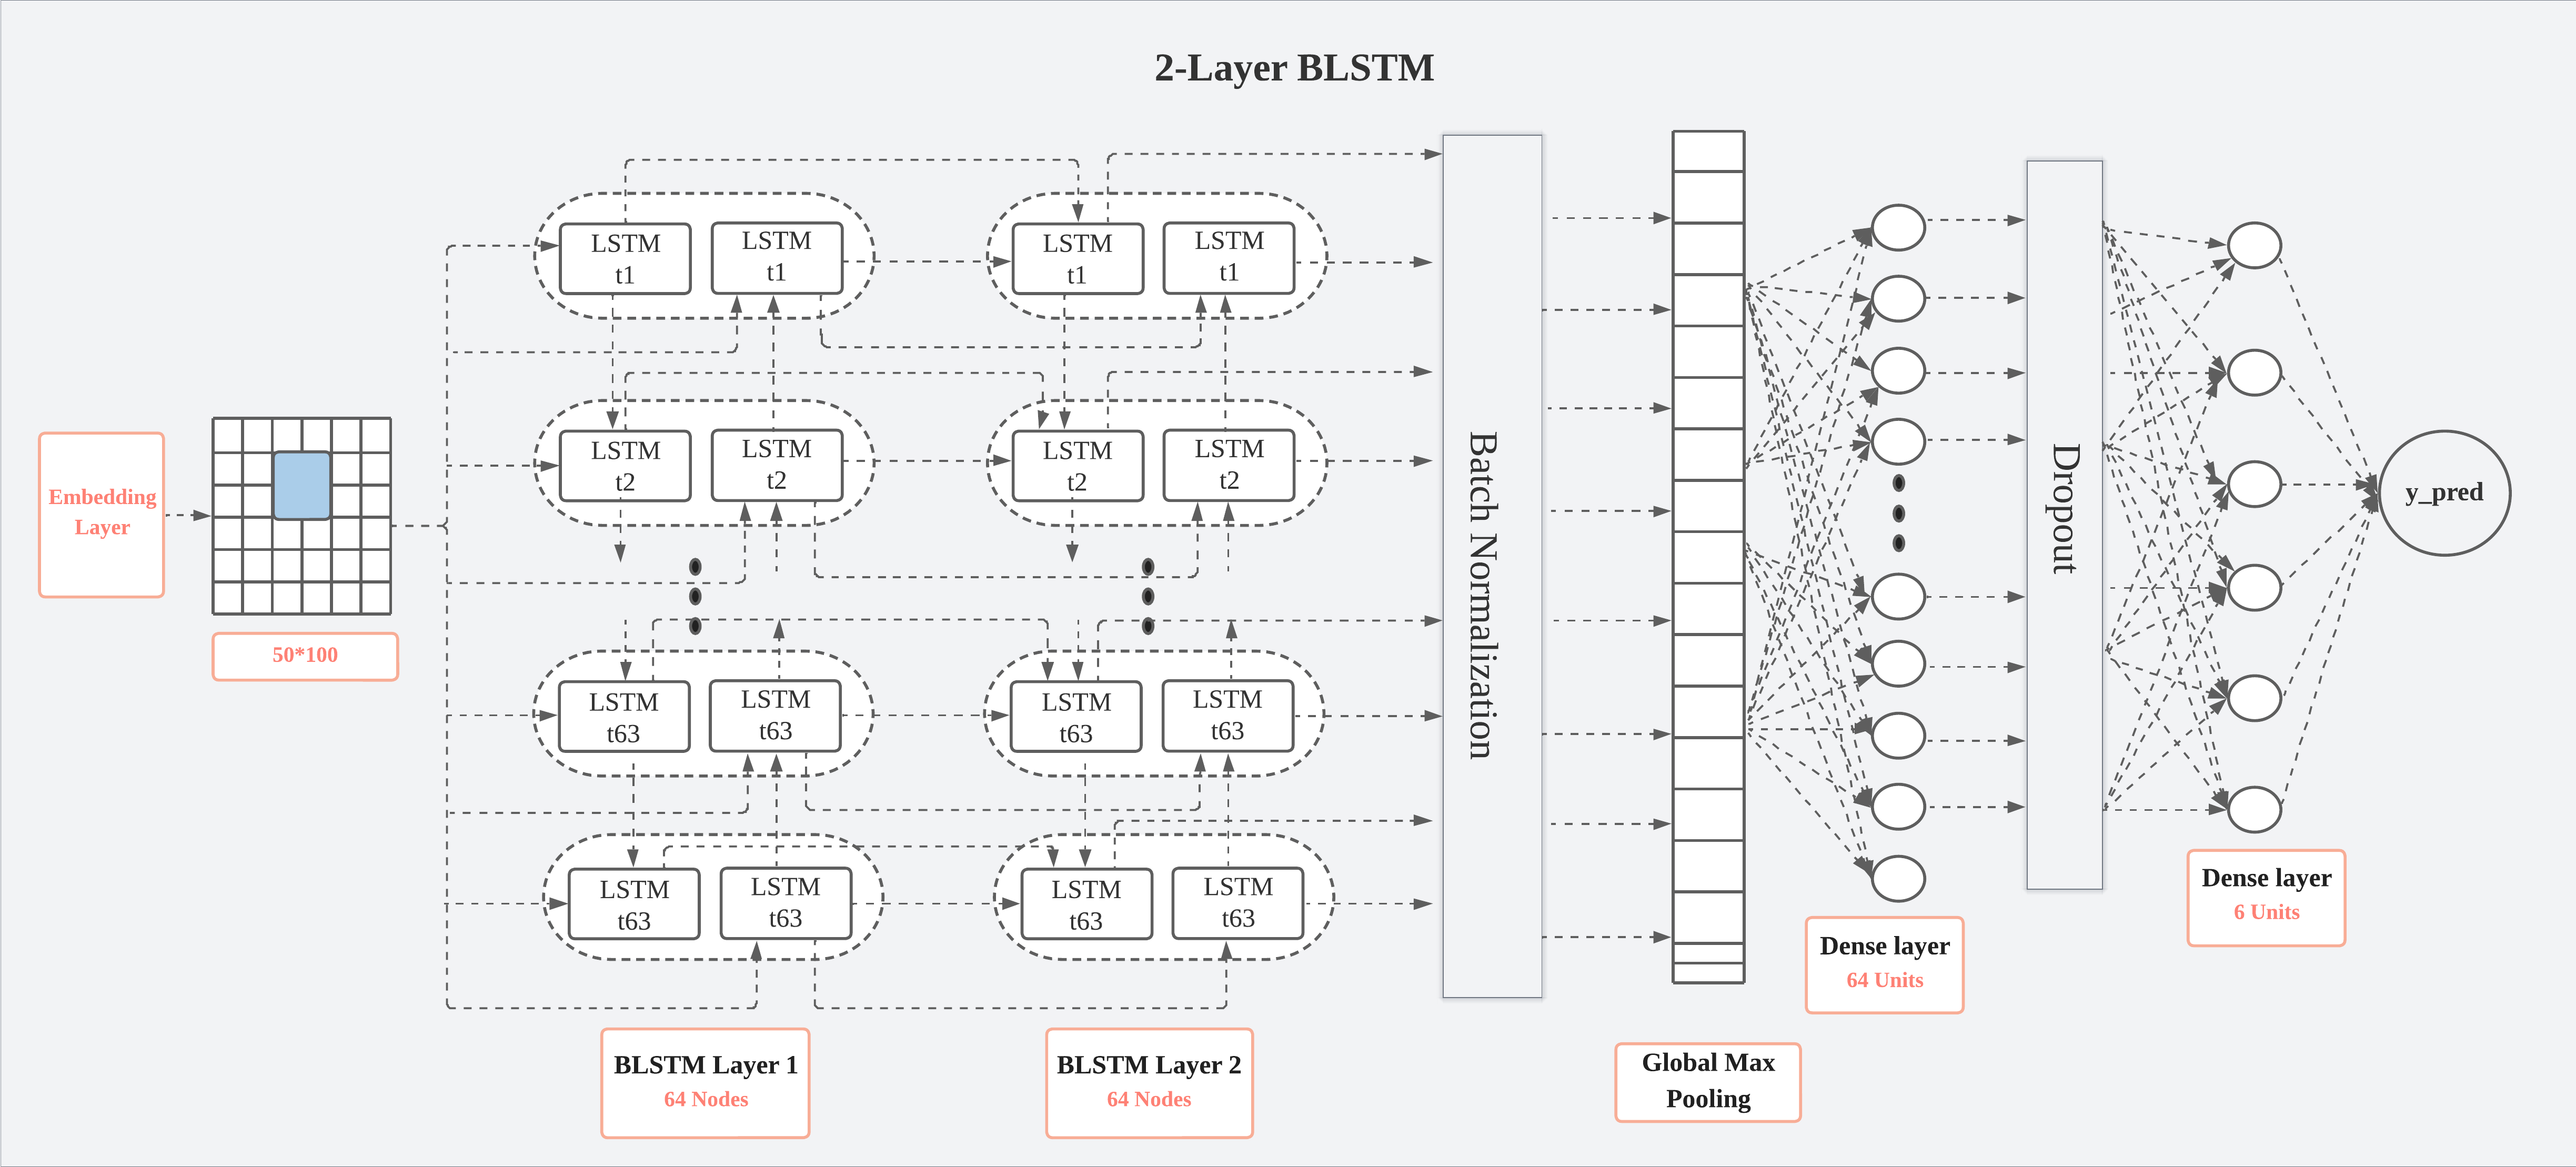 2-Layer BLSTM
Embedding
Layer
50*100
LSTM
t1
LSTM
t1
LSTM
t1
LSTM
t1
LSTM
t2
LSTM
t2
LSTM
t2
LSTM
t2
LSTM
t63
LSTM
t63
LSTM
t63
LSTM
t63
LSTM
t63
LSTM
t63
LSTM
t63
LSTM
t63
BLSTM Layer 1
64 Nodes
BLSTM Layer 2
64 Nodes
Batch Normalization
Global Max
Pooling
Dense layer
64 Units
Dropout
Dense layer
6 Units
y_pred